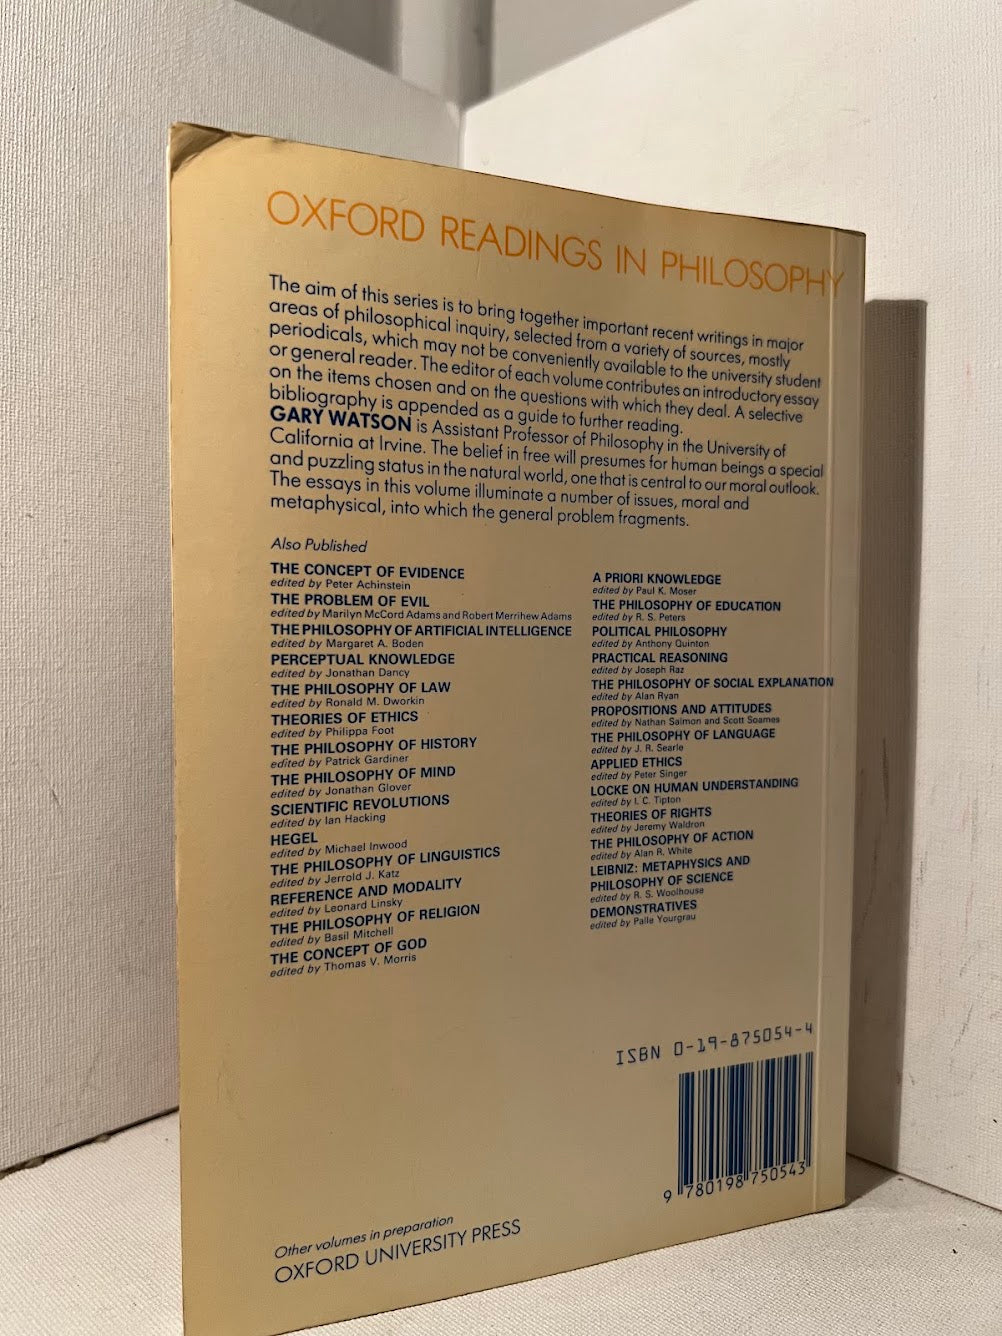 OXFORD READINGS IN PHILOSOPHY
The aim of this series is to bring together important recent writings in major
areas of philosophical inquiry, selected from a variety of sources, mostly
periodicals, which may not be conveniently available to the university student
or general reader. The editor of each volume contributes an introductory essay
on the items chosen and on the questions with which they deal. A selective
bibliography is appended as a guide to further reading.
GARY WATSON is Assistant Professor of Philosophy in the University of
California at Irvine. The belief in free will presumes for human beings a special
and puzzling status in the natural world, one that is central to our moral outlook.
The essays in this volume illuminate a number of issues, moral and
metaphysical, into which the general problem fragments.
Also Published
THE CONCEPT OF EVIDENCE
edited by Peter Achinstein
THE PROBLEM OF EVIL
edited by Marilyn McCord Adams and Robert Merrihew Adams
THE PHILOSOPHY OF ARTIFICIAL INTELLIGENCE
edited by Margaret A. Boden
PERCEPTUAL KNOWLEDGE
edited by Jonathan Dancy
THE PHILOSOPHY OF LAW
edited by Ronald M. Dworkin
THEORIES OF ETHICS
edited by Philippa Foot
THE PHILOSOPHY OF HISTORY
edited by Patrick Gardiner
THE PHILOSOPHY OF MIND
edited by Jonathan Glover
SCIENTIFIC REVOLUTIONS
edited by Ian Hacking
HEGEL
edited by Michael Inwood
THE PHILOSOPHY OF LINGUISTICS
edited by Jerrold J. Katz
REFERENCE AND MODALITY
edited by Leonard Linsky
THE PHILOSOPHY OF RELIGION
edited by Basil Mitchell
THE CONCEPT OF GOD
edited by Thomas V. Morris
A PRIORI KNOWLEDGE
edited by Paul K. Moser
THE PHILOSOPHY OF EDUCATION
edited by R. S. Peters
POLITICAL PHILOSOPHY
edited by Anthony Quinton
PRACTICAL REASONING
edited by Joseph Raz
THE PHILOSOPHY OF SOCIAL EXPLANATION
edited by Alan Ryan
PROPOSITIONS AND ATTITUDES
edited by Nathan Salmon and Scott Soames
THE PHILOSOPHY OF LANGUAGE
edited by J. R. Searle
APPLIED ETHICS
edited by Peter Singer
LOCKE ON HUMAN UNDERSTANDING
edited by I. C. Tipton
THEORIES OF RIGHTS
edited by Jeremy Waldron
THE PHILOSOPHY OF ACTION
edited by Alan R. White
LEIBNIZ: METAPHYSICS AND
PHILOSOPHY OF SCIENCE
edited by R. S. Woolhouse
DEMONSTRATIVES
edited by Palle Yourgrau
ISBN 0-19-875054-4
9 780198 750543
Other volumes in preparation
OXFORD UNIVERSITY PRESS